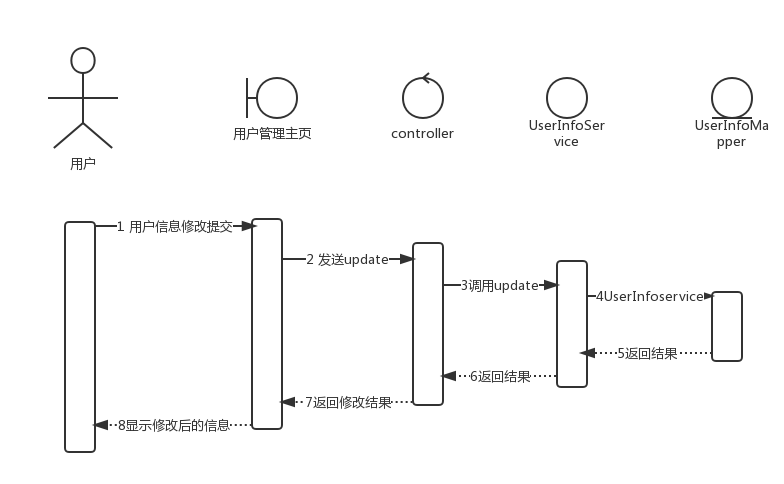 用户
用户管理主页
controller
UserInfoSer
vice
UserInfoMa
pper
1 用户信息修改提交
2 发送update
3调用update
4UserInfoservice
5返回结果
6返回结果
7返回修改结果
8显示修改后的信息